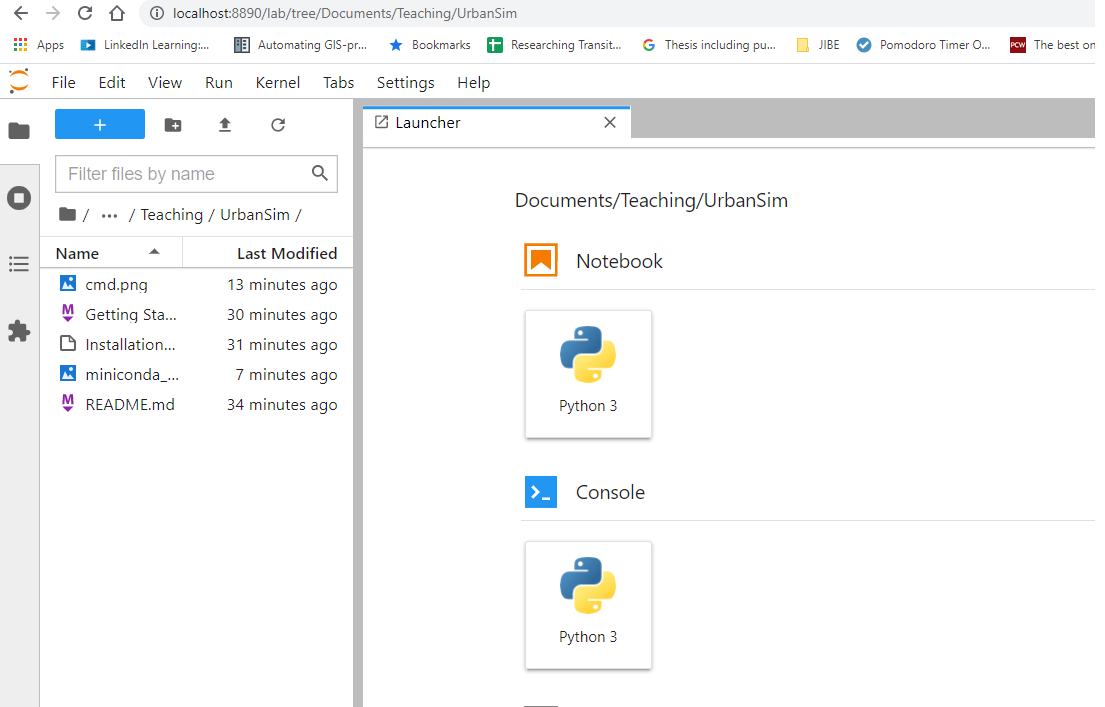 localhost:8890/lab/tree/Documents/Teaching/UrbanSim
Apps LinkedIn Learning:... Automating GIS-pr... Bookmarks Researching Transit... Thesis including pu... JIBE Pomodoro Timer O... PCW The best on
File Edit View Run Kernel Tabs Settings Help
+
Launcher
Filter files by name
/ ... / Teaching / UrbanSim /
Documents/Teaching/UrbanSim
Name Last Modified
Notebook
cmd.png 13 minutes ago
Getting Sta... 30 minutes ago
Installation... 31 minutes ago
miniconda_... 7 minutes ago
README.md 34 minutes ago
Python 3
Console
Python 3